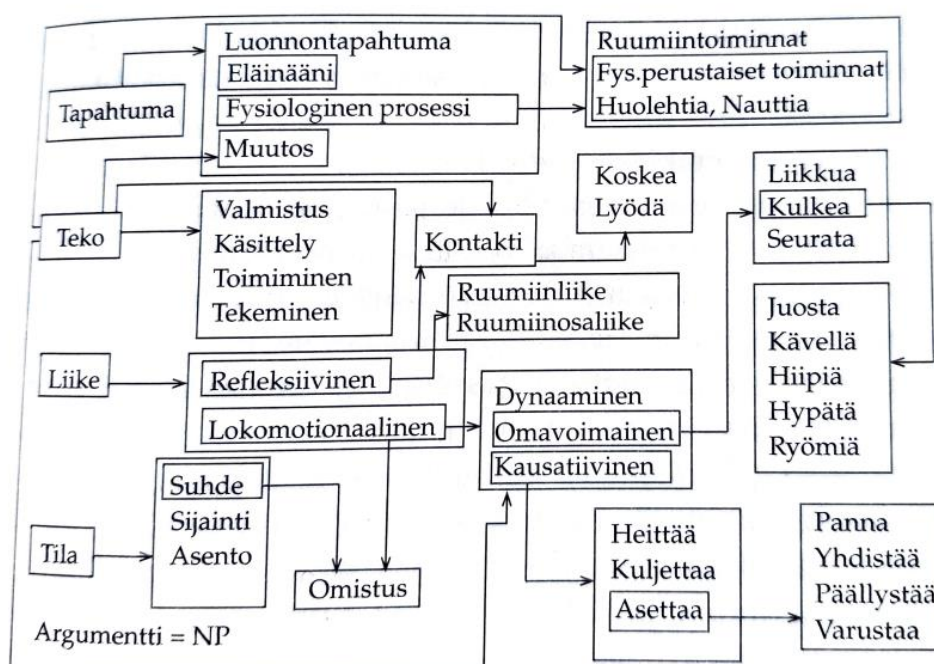 Tapahtuma
Luonnontapahtuma
Eläinääni
Fysiologinen prosessi
Muutos
Ruumiintoiminnat
Fys.perustaiset toiminnat
Huolehtia, Nauttia
Teko
Valmistus
Käsittely
Toimiminen
Tekeminen
Kontakti
Koskea
Lyödä
Liikkua
Kulkea
Seurata
Ruumiinliike
Ruumiinosaliike
Juosta
Kävellä
Hiipiä
Hypätä
Ryömiä
Liike
Refleksiivinen
Lokomotionaalinen
Dynaaminen
Omavoimainen
Kausatiivinen
Tila
Suhde
Sijainti
Asento
Omistus
Heittää
Kuljettaa
Asettaa
Panna
Yhdistää
Päällystää
Varustaa
Argumentti = NP